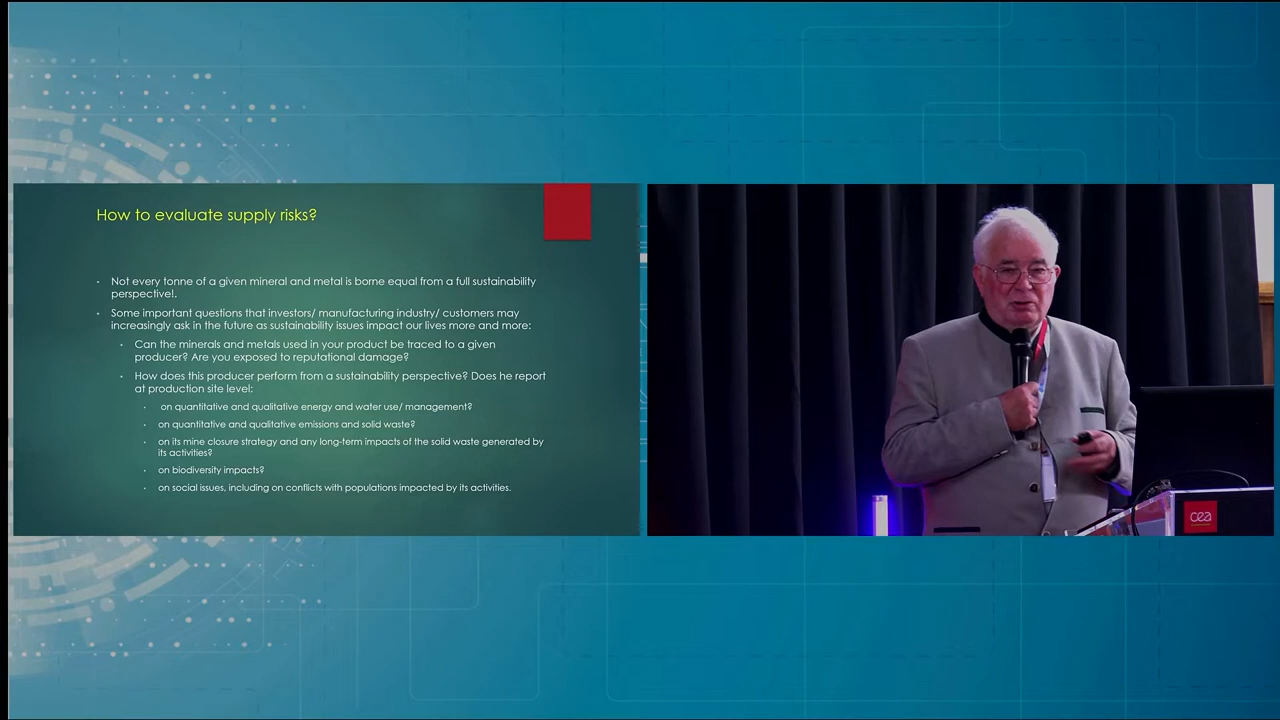 How to evaluate supply risks?
Not every tonne of a given mineral and metal is borne equal from a full sustainability
perspective!.
Some important questions that investors/ manufacturing industry/ customers may
increasingly ask in the future as sustainability issues impact our lives more and more:
Can the minerals and metals used in your product be traced to a given
producer? Are you exposed to reputational damage?
How does this producer perform from a sustainability perspective? Does he report
at production site level:
on quantitative and qualitative energy and water use/ management?
on quantitative and qualitative emissions and solid waste?
on its mine closure strategy and any long-term impacts of the solid waste generated by
its activities?
on biodiversity impacts?
on social issues, including on conflicts with populations impacted by its activities.
cea